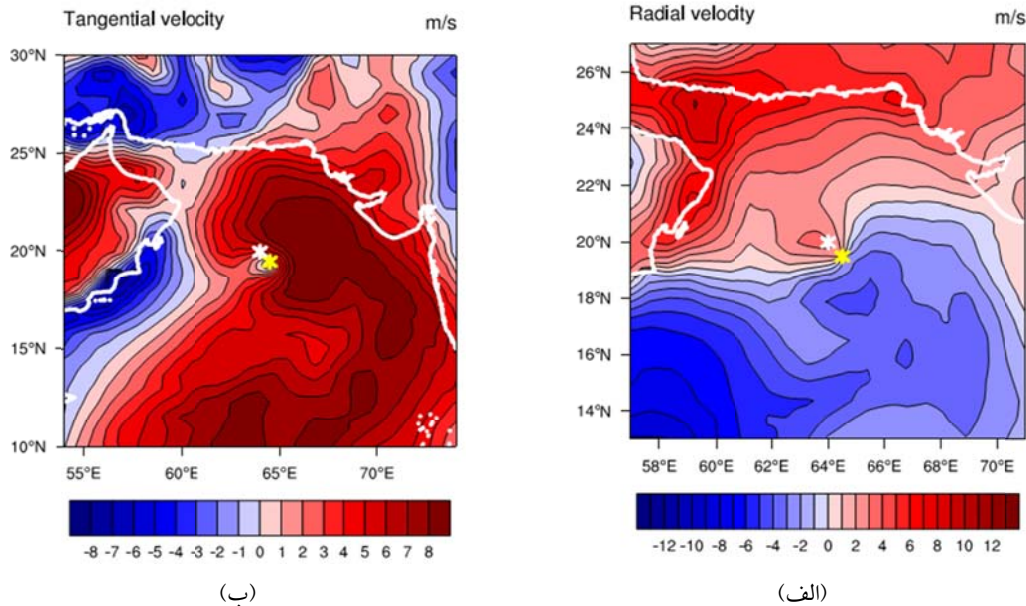 Tangential velocity m/s
30°N
25°N
20°N
15°N
10°N
55°E 60°E 65°E 70°E
-8 -6 -5 -4 -3 -2 -1 0 1 2 3 4 6 7 8
(ب)
Radial velocity m/s
26°N
24°N
22°N
20°N
18°N
16°N
14°N
58°E 60°E 62°E 64°E 66°E 68°E 70°E
-12 -10 -8 -6 -4 -2 0 2 4 6 8 10 12
(الف)